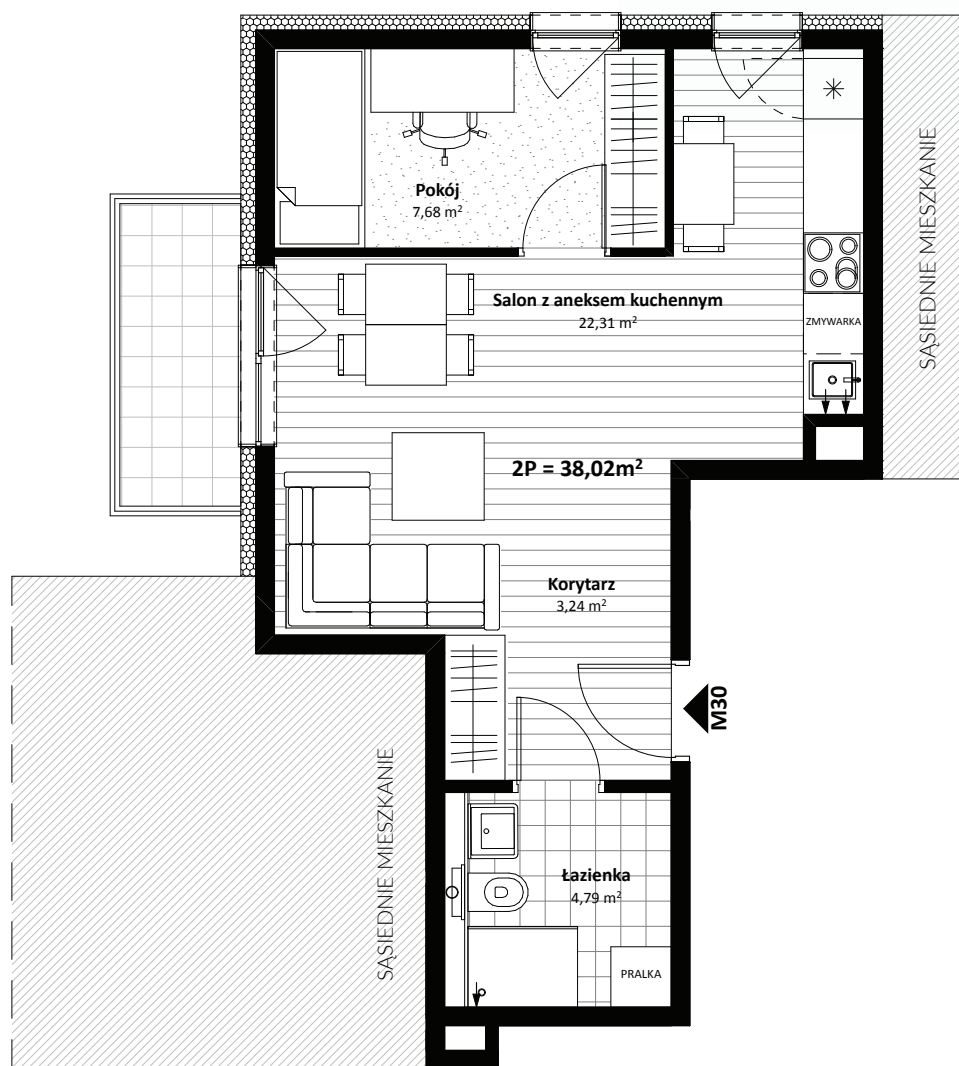 Pokój
7,68 m²
SĄSIEDNIE MIESZKANIE
Salon z aneksem kuchennym
22,31 m²
ZMYWARKA
2P = 38,02m²
Korytarz
3,24 m²
M30
SĄSIEDNIE MIESZKANIE
Łazienka
4,79 m²
PRALKA